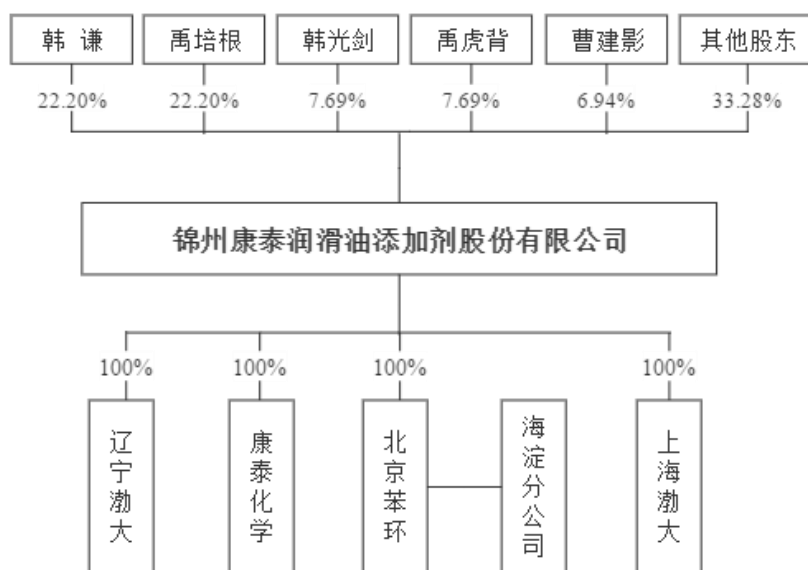 韩 谦
禹培根
韩光剑
禹虎背
曹建影
其他股东
22.20%
22.20%
7.69%
7.69%
6.94%
33.28%
锦州康泰润滑油添加剂股份有限公司
100%
100%
100%
100%
辽宁渤大
康泰化学
北京苯环
海淀分公司
上海渤大